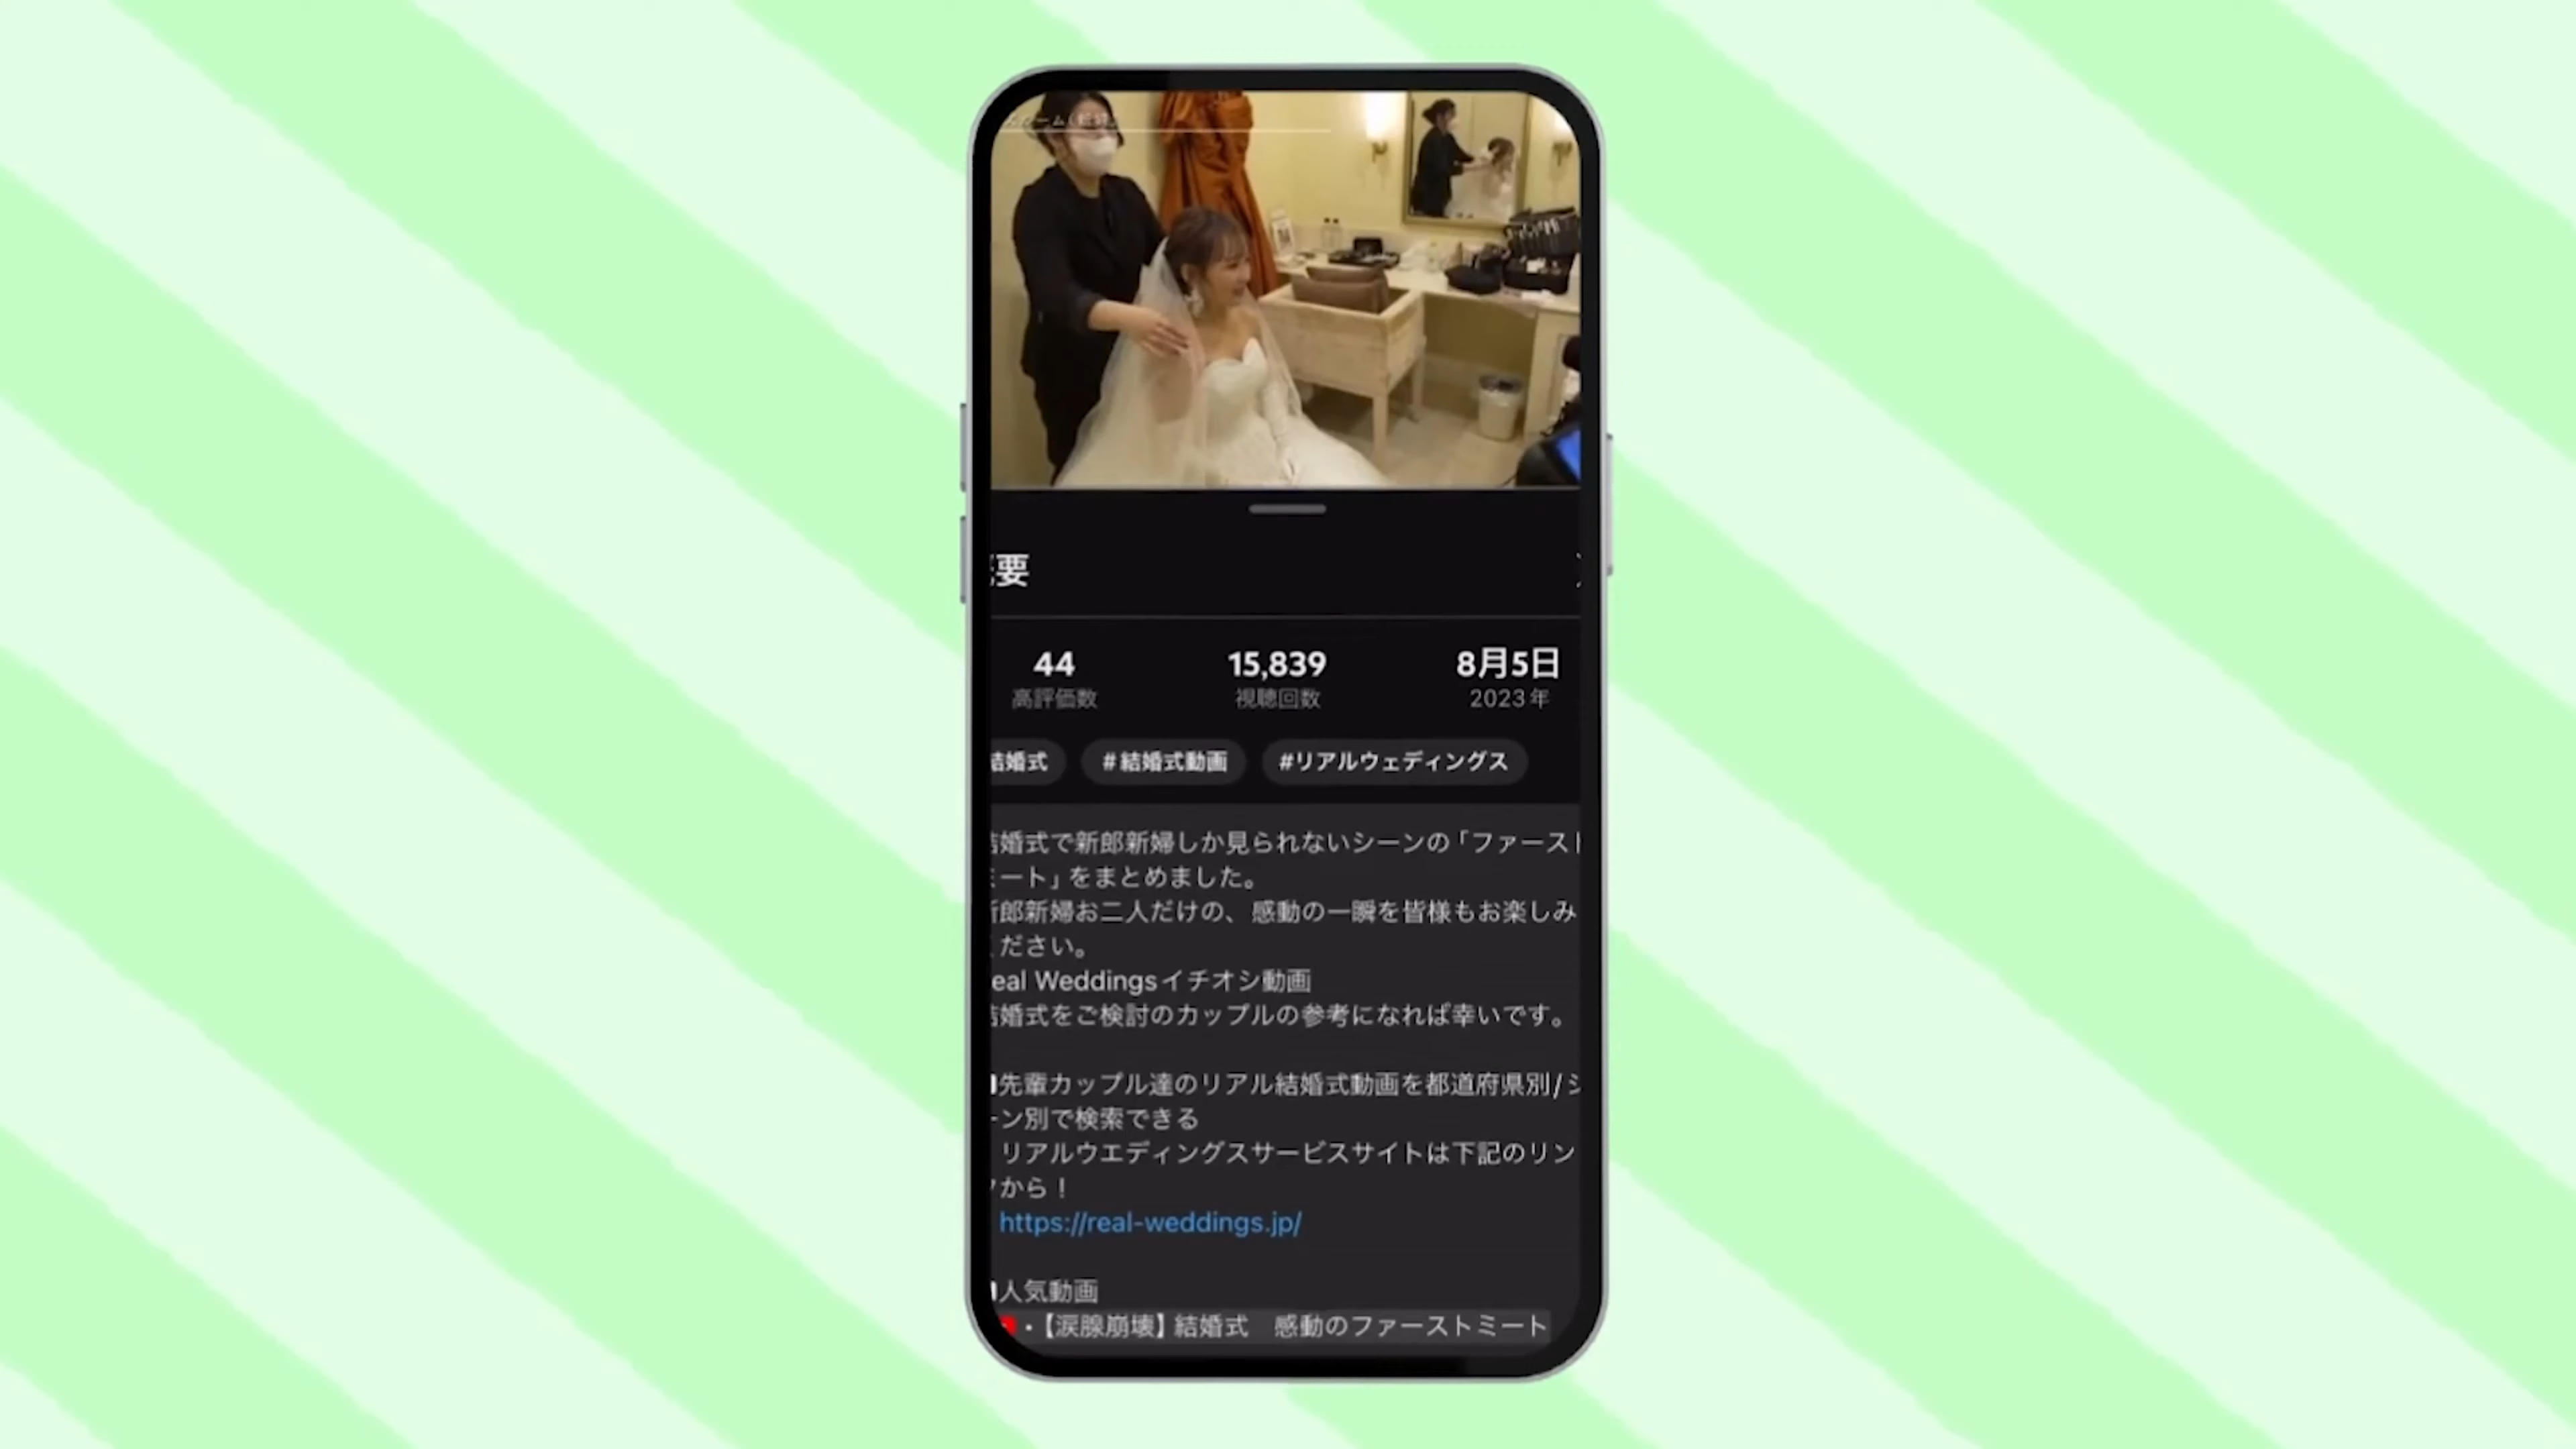 要
44
15,839
8月5日
高評価数
視聴回数
2023年
結婚式
#結婚式動画
#リアルウェディングス
結婚式で新郎新婦しか見られないシーンの「ファースト
ミート」をまとめました。
新郎新婦お二人だけの、感動の一瞬を皆様もお楽しみ
ください。
eal Weddingsイチオシ動画
結婚式をご検討のカップルの参考になれば幸いです。
先輩カップル達のリアル結婚式動画を都道府県別/シ
ーン別で検索できる
リアルウエディングスサービスサイトは下記のリン
クから！
https://real-weddings.jp/
人気動画
・【涙腺崩壊】結婚式　感動のファーストミート